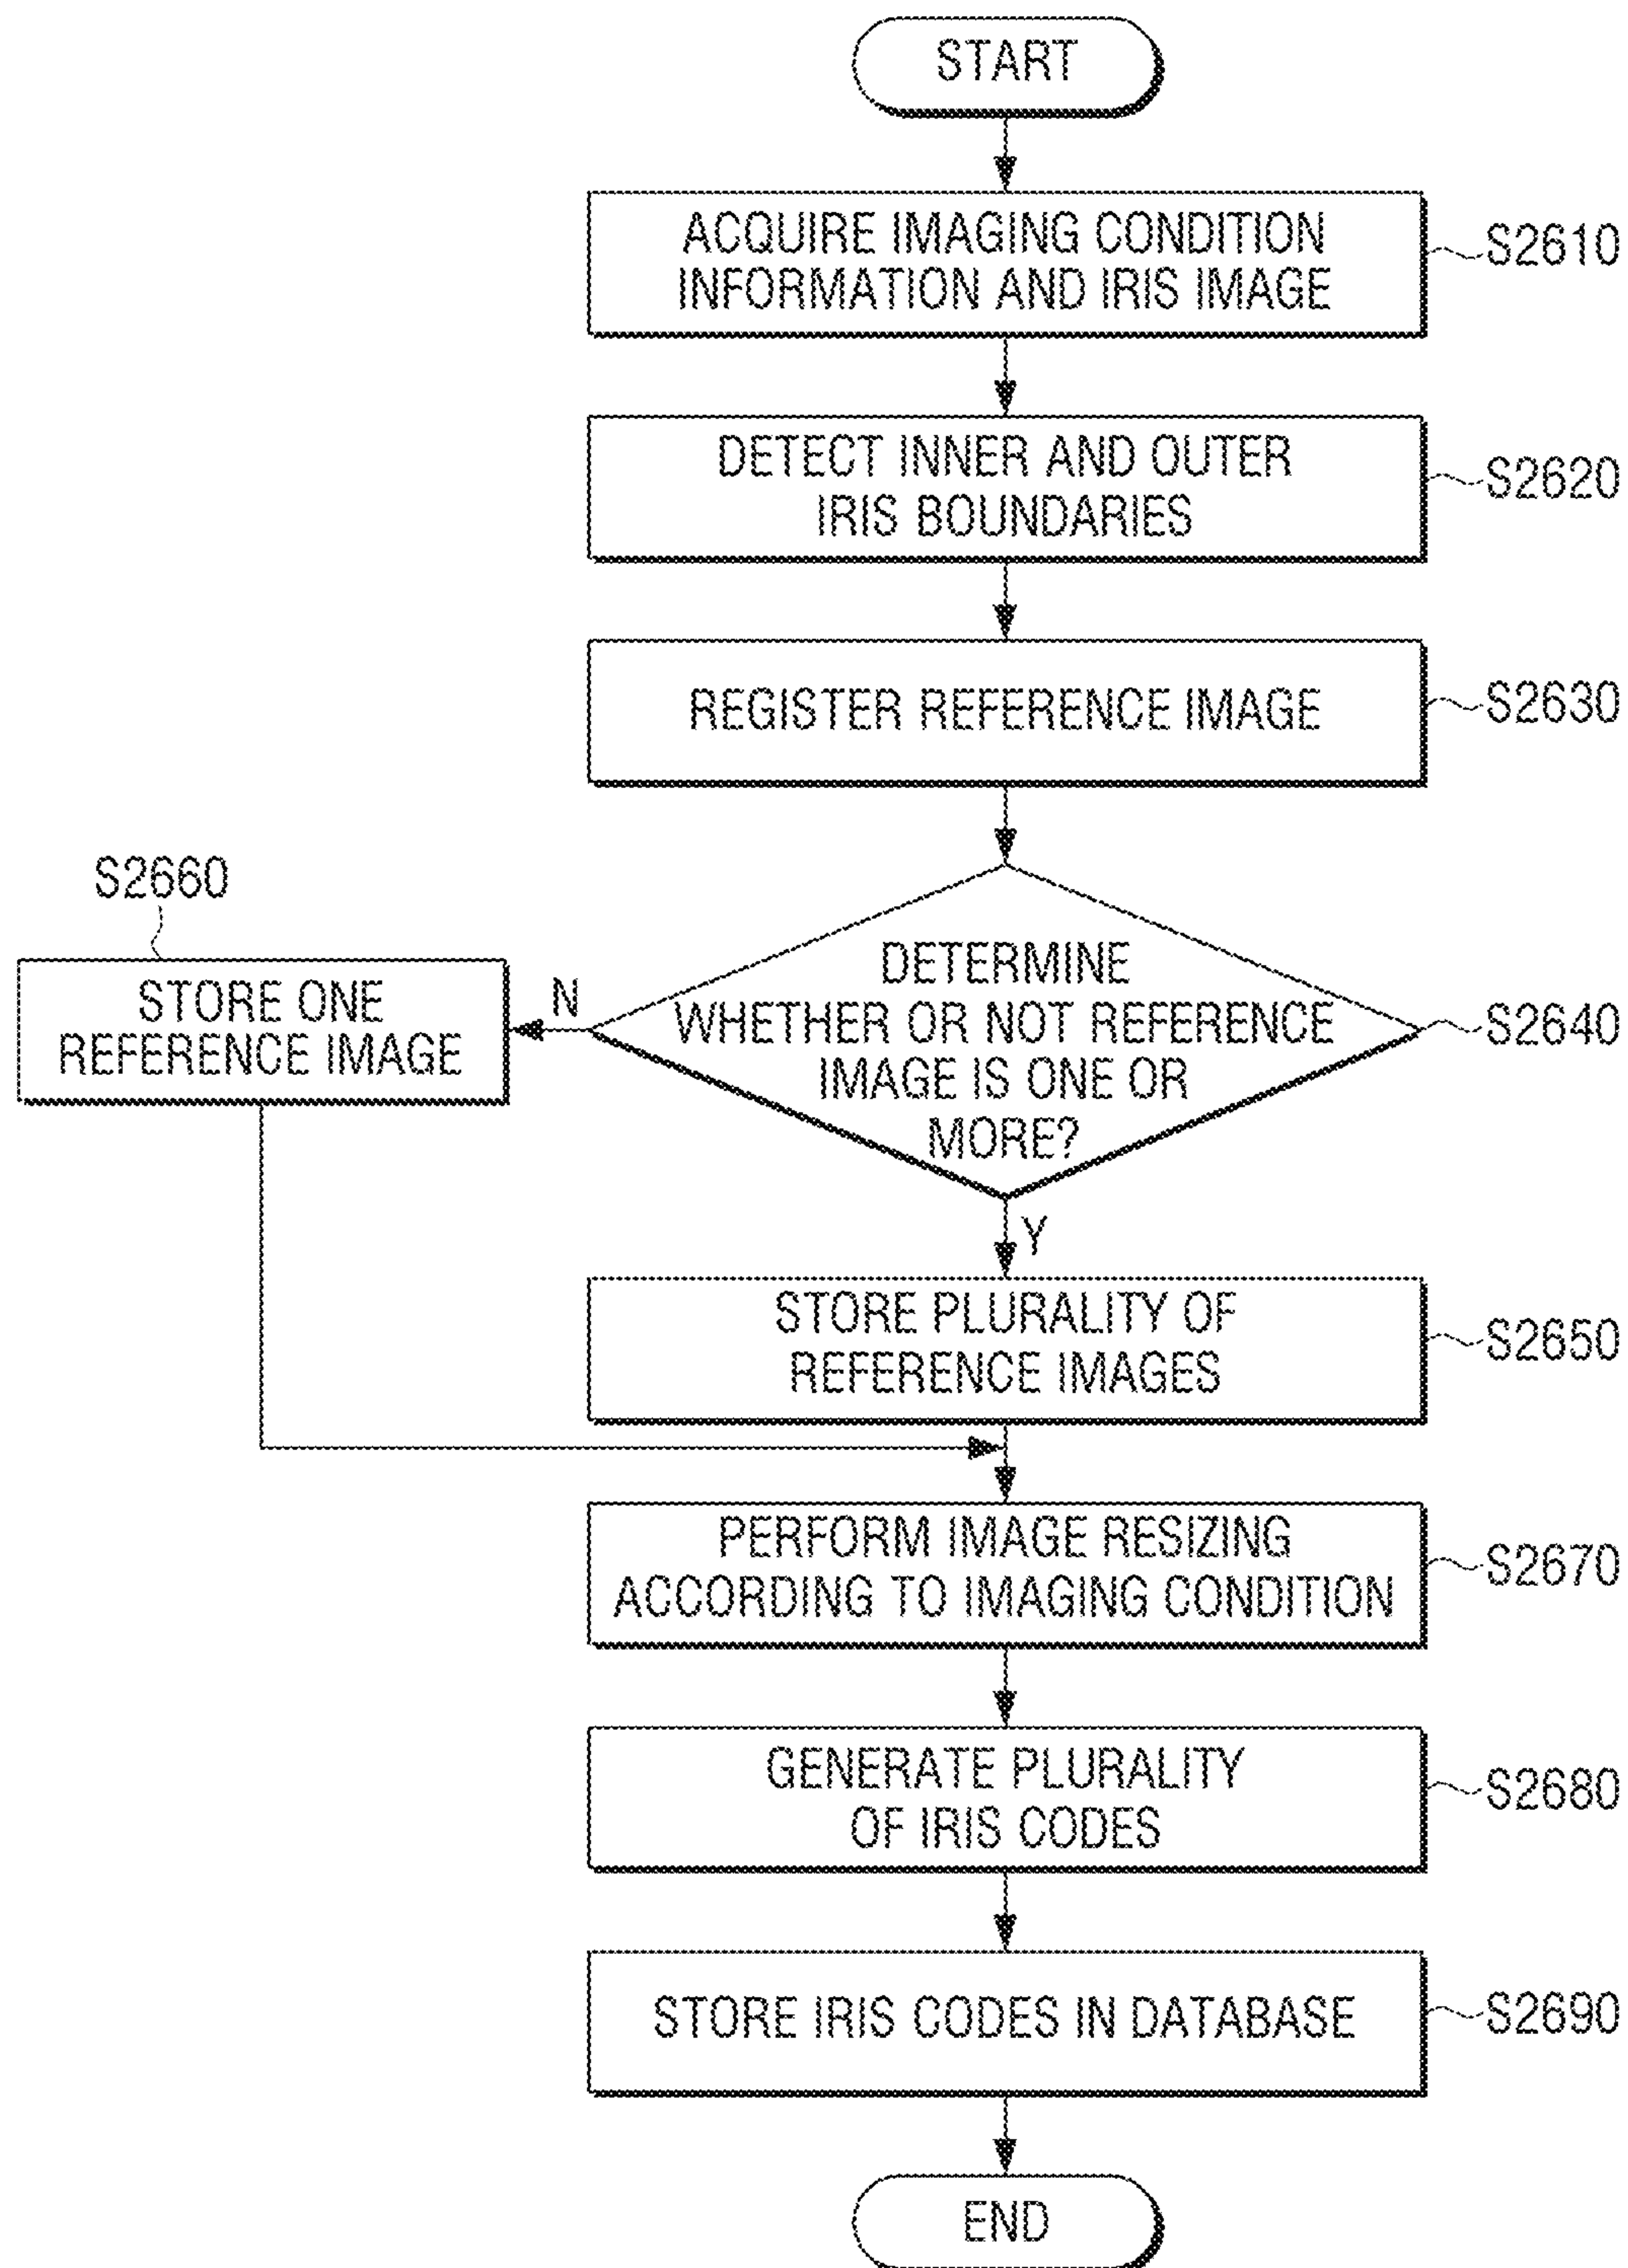 START
ACQUIRE IMAGING CONDITION
INFORMATION AND IRIS IMAGE
S2610
DETECT INNER AND OUTER
IRIS BOUNDARIES
S2620
REGISTER REFERENCE IMAGE
S2630
DETERMINE
WHETHER OR NOT REFERENCE
IMAGE IS ONE OR
MORE?
S2640
N
S2660
STORE ONE
REFERENCE IMAGE
Y
STORE PLURALITY OF
REFERENCE IMAGES
S2650
PERFORM IMAGE RESIZING
ACCORDING TO IMAGING CONDITION
S2670
GENERATE PLURALITY
OF IRIS CODES
S2680
STORE IRIS CODES IN DATABASE
S2690
END